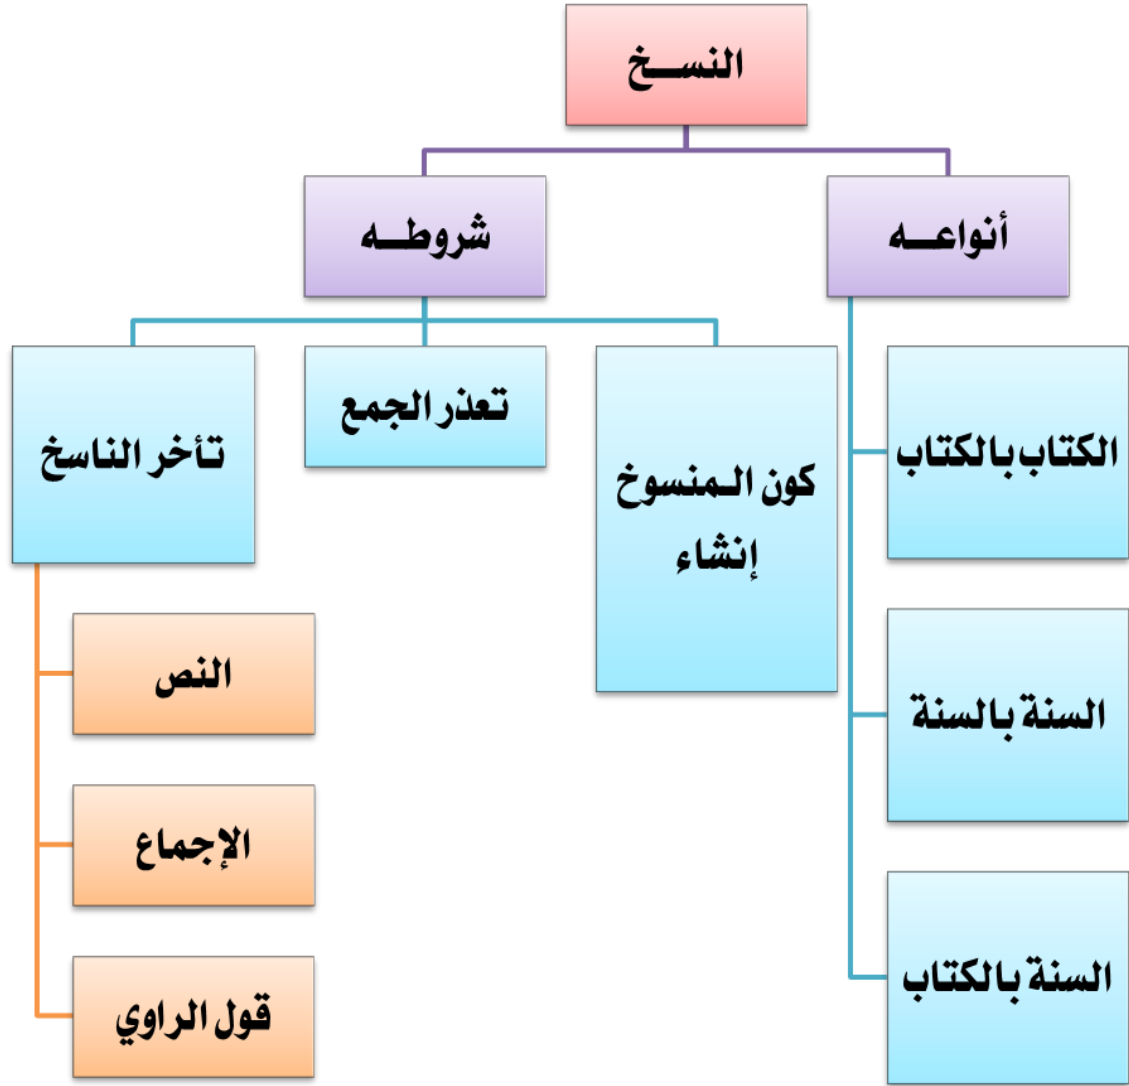 النســخ
أنواعــه
شروطــه
الكتاب بالكتاب
السنة بالسنة
السنة بالكتاب
كون المنسوخ
إنشاء
تعذر الجمع
تأخر الناسخ
النص
الإجماع
قول الراوي